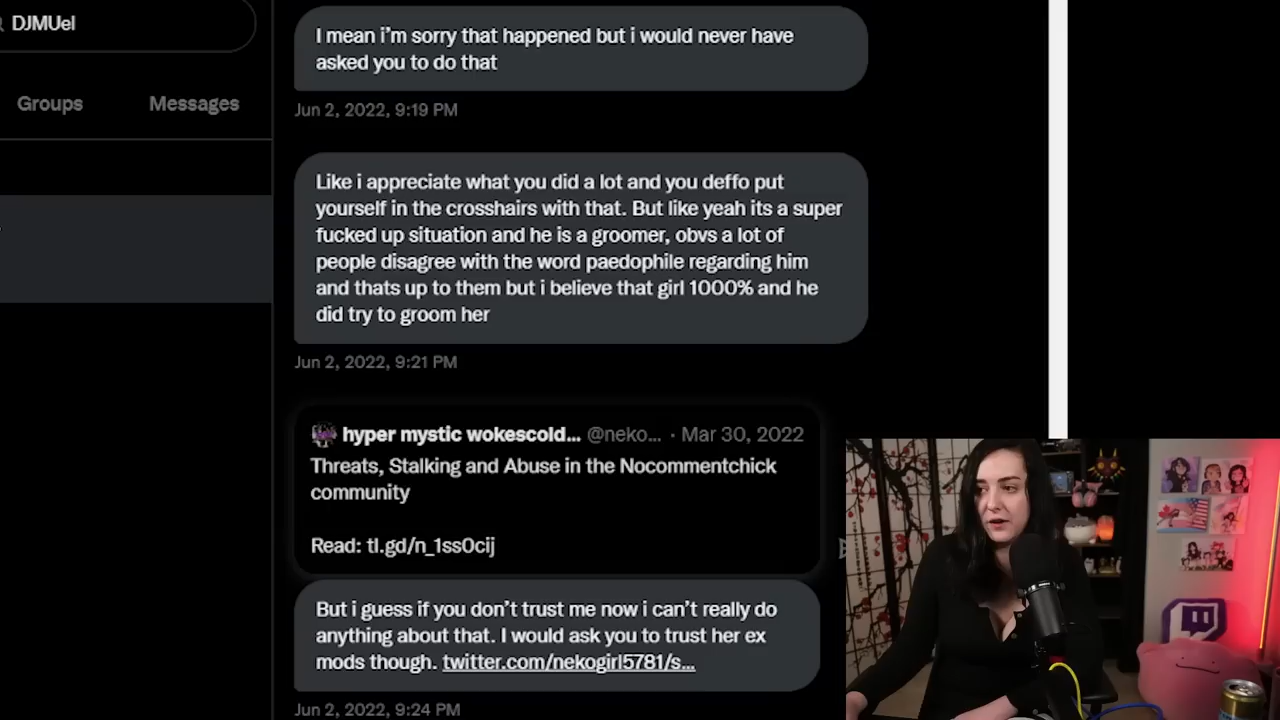 DJMUel
Groups
Messages
I mean i'm sorry that happened but i would never have
asked you to do that
Jun 2, 2022, 9:19 PM
Like i appreciate what you did a lot and you deffo put
yourself in the crosshairs with that. But like yeah its a super
fucked up situation and he is a groomer, obvs a lot of
people disagree with the word paedophile regarding him
and thats up to them but i believe that girl 1000% and he
did try to groom her
Jun 2, 2022, 9:21 PM
hyper mystic wokescold... @neko... · Mar 30, 2022
Threats, Stalking and Abuse in the Nocommentchick
community
Read: tl.gd/n_1ss0cij
But i guess if you don't trust me now i can't really do
anything about that. I would ask you to trust her ex
mods though. twitter.com/nekogirl5781/s...
Jun 2, 2022, 9:24 PM